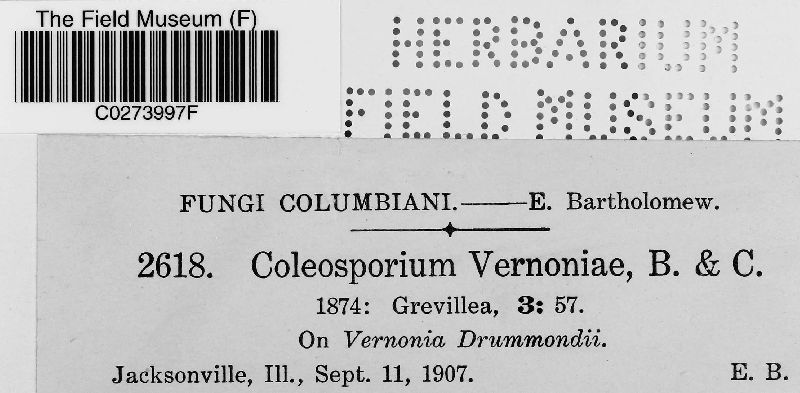 The Field Museum (F)
C0273997F
HERBARIUM
FIELD MUSEUM
FUNGI COLUMBIANI.——E. Bartholomew.
2618. Coleosporium Vernoniae, B. & C.
1874: Grevillea, 3: 57.
On Vernonia Drummondii.
Jacksonville, Ill., Sept. 11, 1907. E. B.